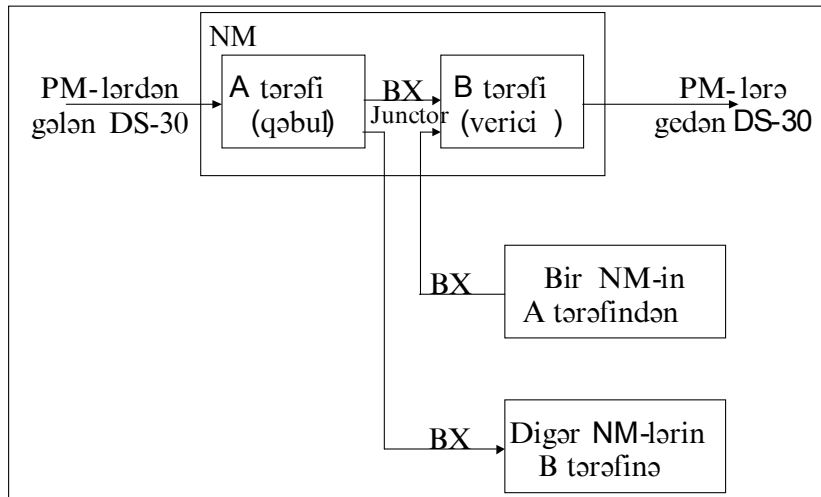 NM
PM-lərdən
gələn DS-30
A tərəfi
(qəbul)
BX
Junctor
B tərəfi
(verici )
PM-lərə
gedən DS-30
BX
Bir NM-in
A tərəfindən
BX
Digər NM-lərin
B tərəfinə